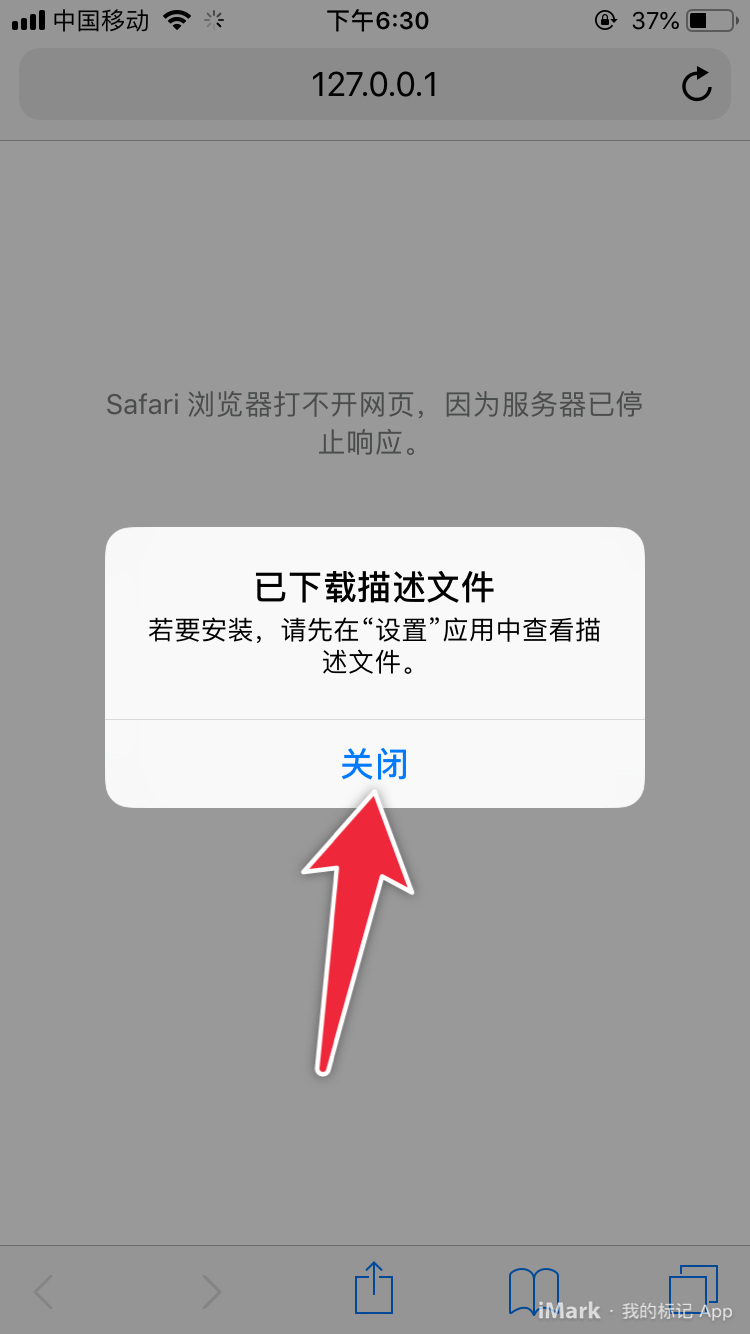 中国移动 下午6:30 37%
127.0.0.1
Safari 浏览器打不开网页，因为服务器已停
止响应。
已下载描述文件
若要安装，请先在“设置”应用中查看描
述文件。
关闭
iMark · 我的标记 App